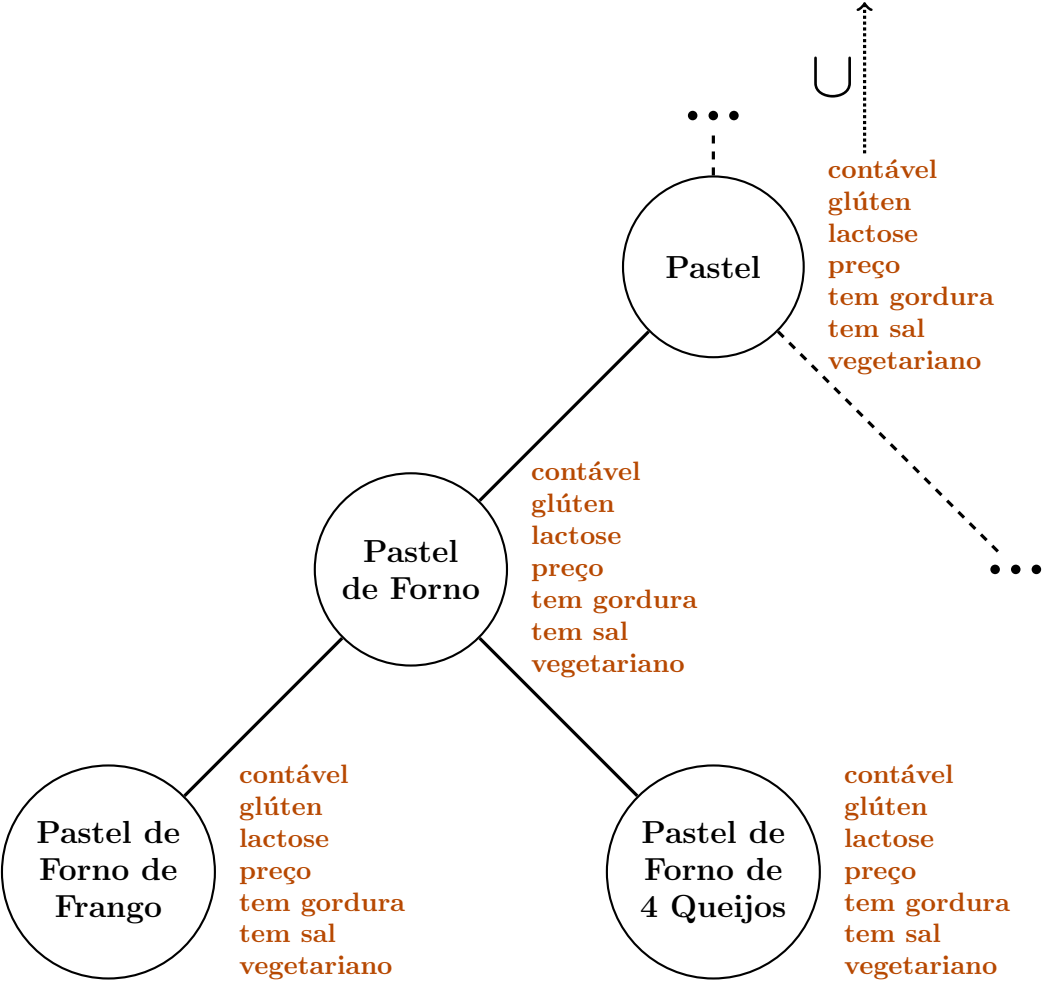 ∪
•••
Pastel
contável
glúten
lactose
preço
tem gordura
tem sal
vegetariano
Pastel
de Forno
contável
glúten
lactose
preço
tem gordura
tem sal
vegetariano
•••
Pastel de
Forno de
Frango
contável
glúten
lactose
preço
tem gordura
tem sal
vegetariano
Pastel de
Forno de
4 Queijos
contável
glúten
lactose
preço
tem gordura
tem sal
vegetariano